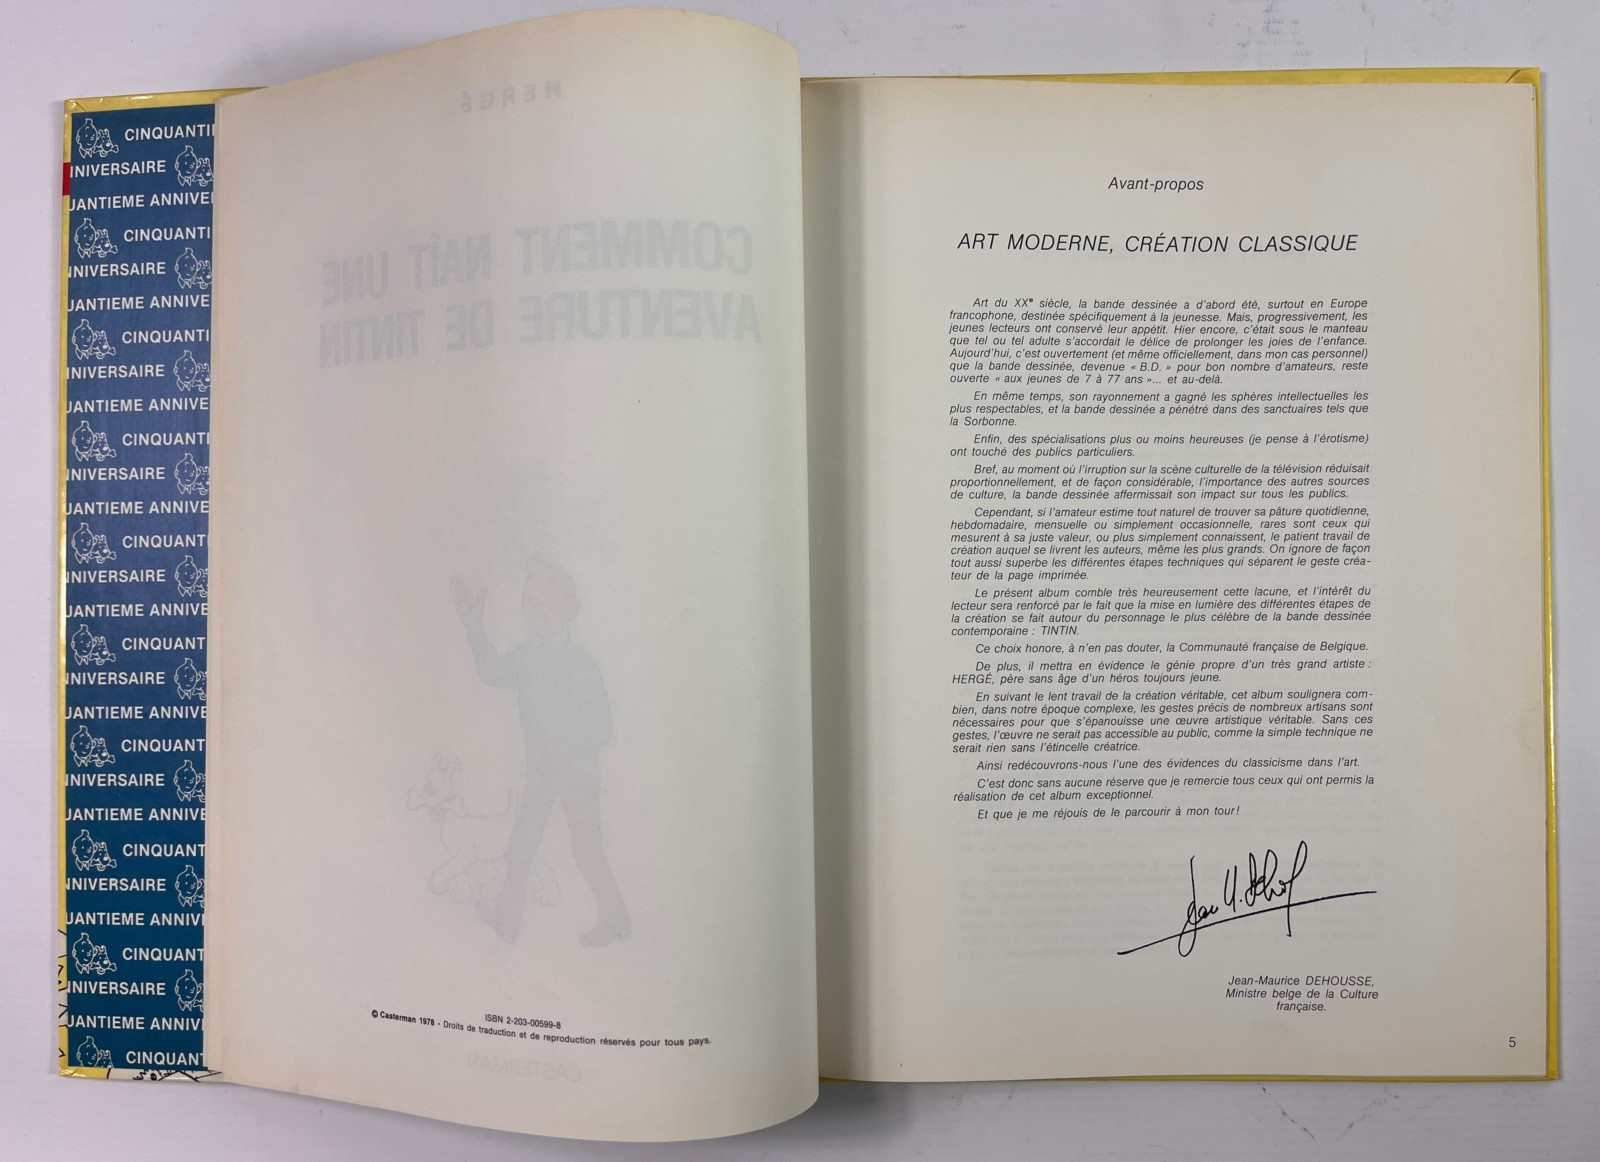 CINQUANTI
NIVERSAIRE
UANTIEME ANNIVE
CINQUANTI
NIVERSAIRE
UANTIEME ANNIVE
CINQUANTI
NIVERSAIRE
UANTIEME ANNIVE
CINQUANTI
NIVERSAIRE
UANTIEME ANNIVE
CINQUANT
NIVERSAIRE
UANTIEME ANNIVE
CINQUANT
NIVERSAIRE
UANTIEME ANNIVE
CINQUANT
NIVERSAIRE
UANTIEME ANNIVE
CINQUANT
NIVERSAIRE
UANTIEME ANNIV
CINQUANT
NIVERSAIRE
UANTIEME ANNIV
CINQUANT
HERGÉ
COMMENT NAÎT UNE
AVENTURE DE TINTIN
ISBN 2-203-00599-8
© Casterman 1978 - Droits de traduction et de reproduction réservés pour tous pays.
CASTERMAN
Avant-propos
ART MODERNE, CRÉATION CLASSIQUE
Art du XXe siècle, la bande dessinée a d'abord été, surtout en Europe
francophone, destinée spécifiquement à la jeunesse. Mais, progressivement, les
jeunes lecteurs ont conservé leur appétit. Hier encore, c'était sous le manteau
que tel ou tel adulte s'accordait le délice de prolonger les joies de l'enfance.
Aujourd'hui, c'est ouvertement (et même officiellement, dans mon cas personnel)
que la bande dessinée, devenue « B.D. » pour bon nombre d'amateurs, reste
ouverte « aux jeunes de 7 à 77 ans »... et au-delà.
En même temps, son rayonnement a gagné les sphères intellectuelles les
plus respectables, et la bande dessinée a pénétré dans des sanctuaires tels que
la Sorbonne.
Enfin, des spécialisations plus ou moins heureuses (je pense à l'érotisme)
ont touché des publics particuliers.
Bref, au moment où l'irruption sur la scène culturelle de la télévision réduisait
proportionnellement, et de façon considérable, l'importance des autres sources
de culture, la bande dessinée affermissait son impact sur tous les publics.
Cependant, si l'amateur estime tout naturel de trouver sa pâture quotidienne,
hebdomadaire, mensuelle ou simplement occasionnelle, rares sont ceux qui
mesurent à sa juste valeur, ou plus simplement connaissent, le patient travail de
création auquel se livrent les auteurs, même les plus grands. On ignore de façon
tout aussi superbe les différentes étapes techniques qui séparent le geste créa-
teur de la page imprimée.
Le présent album comble très heureusement cette lacune, et l'intérêt du
lecteur sera renforcé par le fait que la mise en lumière des différentes étapes de
la création se fait autour du personnage le plus célèbre de la bande dessinée
contemporaine : TINTIN.
Ce choix honore, à n'en pas douter, la Communauté française de Belgique.
De plus, il mettra en évidence le génie propre d'un très grand artiste :
HERGÉ, père sans âge d'un héros toujours jeune.
En suivant le lent travail de la création véritable, cet album soulignera com-
bien, dans notre époque complexe, les gestes précis de nombreux artisans sont
nécessaires pour que s'épanouisse une œuvre artistique véritable. Sans ces
gestes, l'œuvre ne serait pas accessible au public, comme la simple technique ne
serait rien sans l'étincelle créatrice.
Ainsi redécouvrons-nous l'une des évidences du classicisme dans l'art.
C'est donc sans aucune réserve que je remercie tous ceux qui ont permis la
réalisation de cet album exceptionnel.
Et que je me réjouis de le parcourir à mon tour !
Jean-Maurice DEHOUSSE,
Ministre belge de la Culture
française.
5